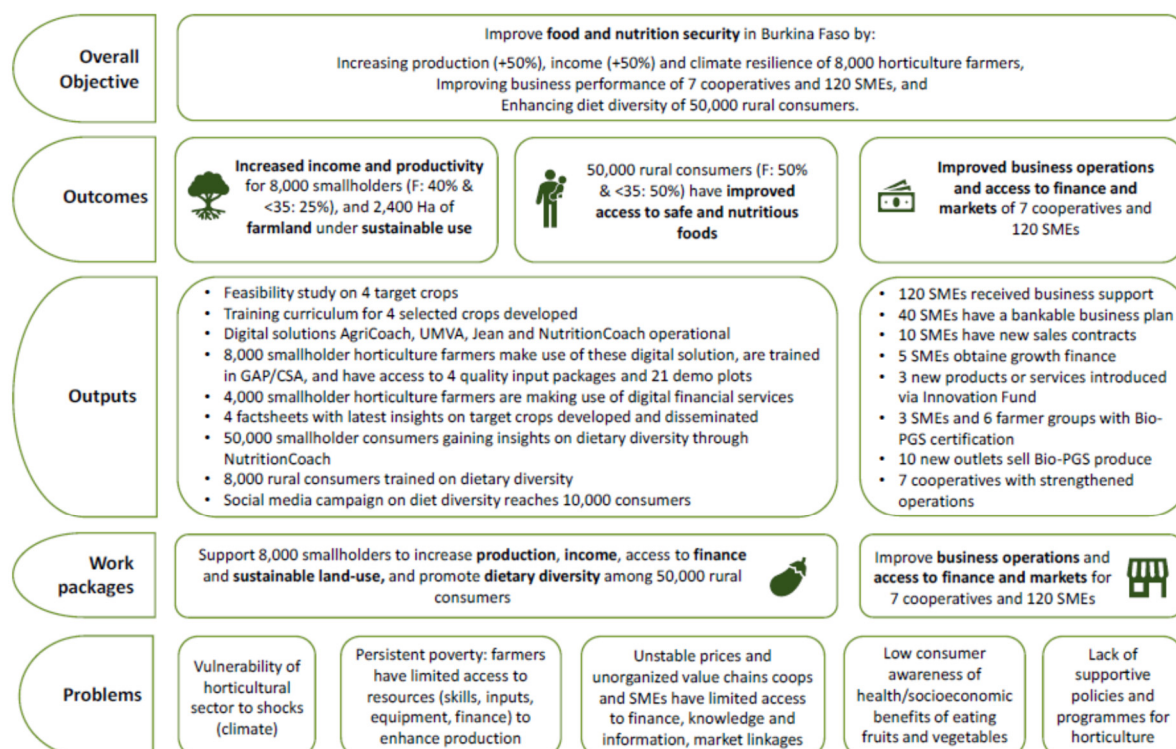 Overall
Objective
Improve food and nutrition security in Burkina Faso by:
Increasing production (+50%), income (+50%) and climate resilience of 8,000 horticulture farmers,
Improving business performance of 7 cooperatives and 120 SMEs, and
Enhancing diet diversity of 50,000 rural consumers.
Outcomes
Increased income and productivity
for 8,000 smallholders (F: 40% &
<35: 25%), and 2,400 Ha of
farmland under sustainable use
50,000 rural consumers (F: 50%
& <35: 50%) have improved
access to safe and nutritious
foods
Improved business operations
and access to finance and
markets of 7 cooperatives and
120 SMEs
Outputs
• Feasibility study on 4 target crops
• Training curriculum for 4 selected crops developed
• Digital solutions AgriCoach, UMVA, Jean and NutritionCoach operational
• 8,000 smallholder horticulture farmers make use of these digital solution, are trained
in GAP/CSA, and have access to 4 quality input packages and 21 demo plots
• 4,000 smallholder horticulture farmers are making use of digital financial services
• 4 factsheets with latest insights on target crops developed and disseminated
• 50,000 smallholder consumers gaining insights on dietary diversity through
NutritionCoach
• 8,000 rural consumers trained on dietary diversity
• Social media campaign on diet diversity reaches 10,000 consumers
• 120 SMEs received business support
• 40 SMEs have a bankable business plan
• 10 SMEs have new sales contracts
• 5 SMEs obtaine growth finance
• 3 new products or services introduced
via Innovation Fund
• 3 SMEs and 6 farmer groups with Bio-
PGS certification
• 10 new outlets sell Bio-PGS produce
• 7 cooperatives with strengthened
operations
Work
packages
Support 8,000 smallholders to increase production, income, access to finance
and sustainable land-use, and promote dietary diversity among 50,000 rural
consumers
Improve business operations and
access to finance and markets for
7 cooperatives and 120 SMEs
Problems
Vulnerability of
horticultural
sector to shocks
(climate)
Persistent poverty: farmers
have limited access to
resources (skills, inputs,
equipment, finance) to
enhance production
Unstable prices and
unorganized value chains coops
and SMEs have limited access
to finance, knowledge and
information, market linkages
Low consumer
awareness of
health/socioeconomic
benefits of eating
fruits and vegetables
Lack of
supportive
policies and
programmes for
horticulture